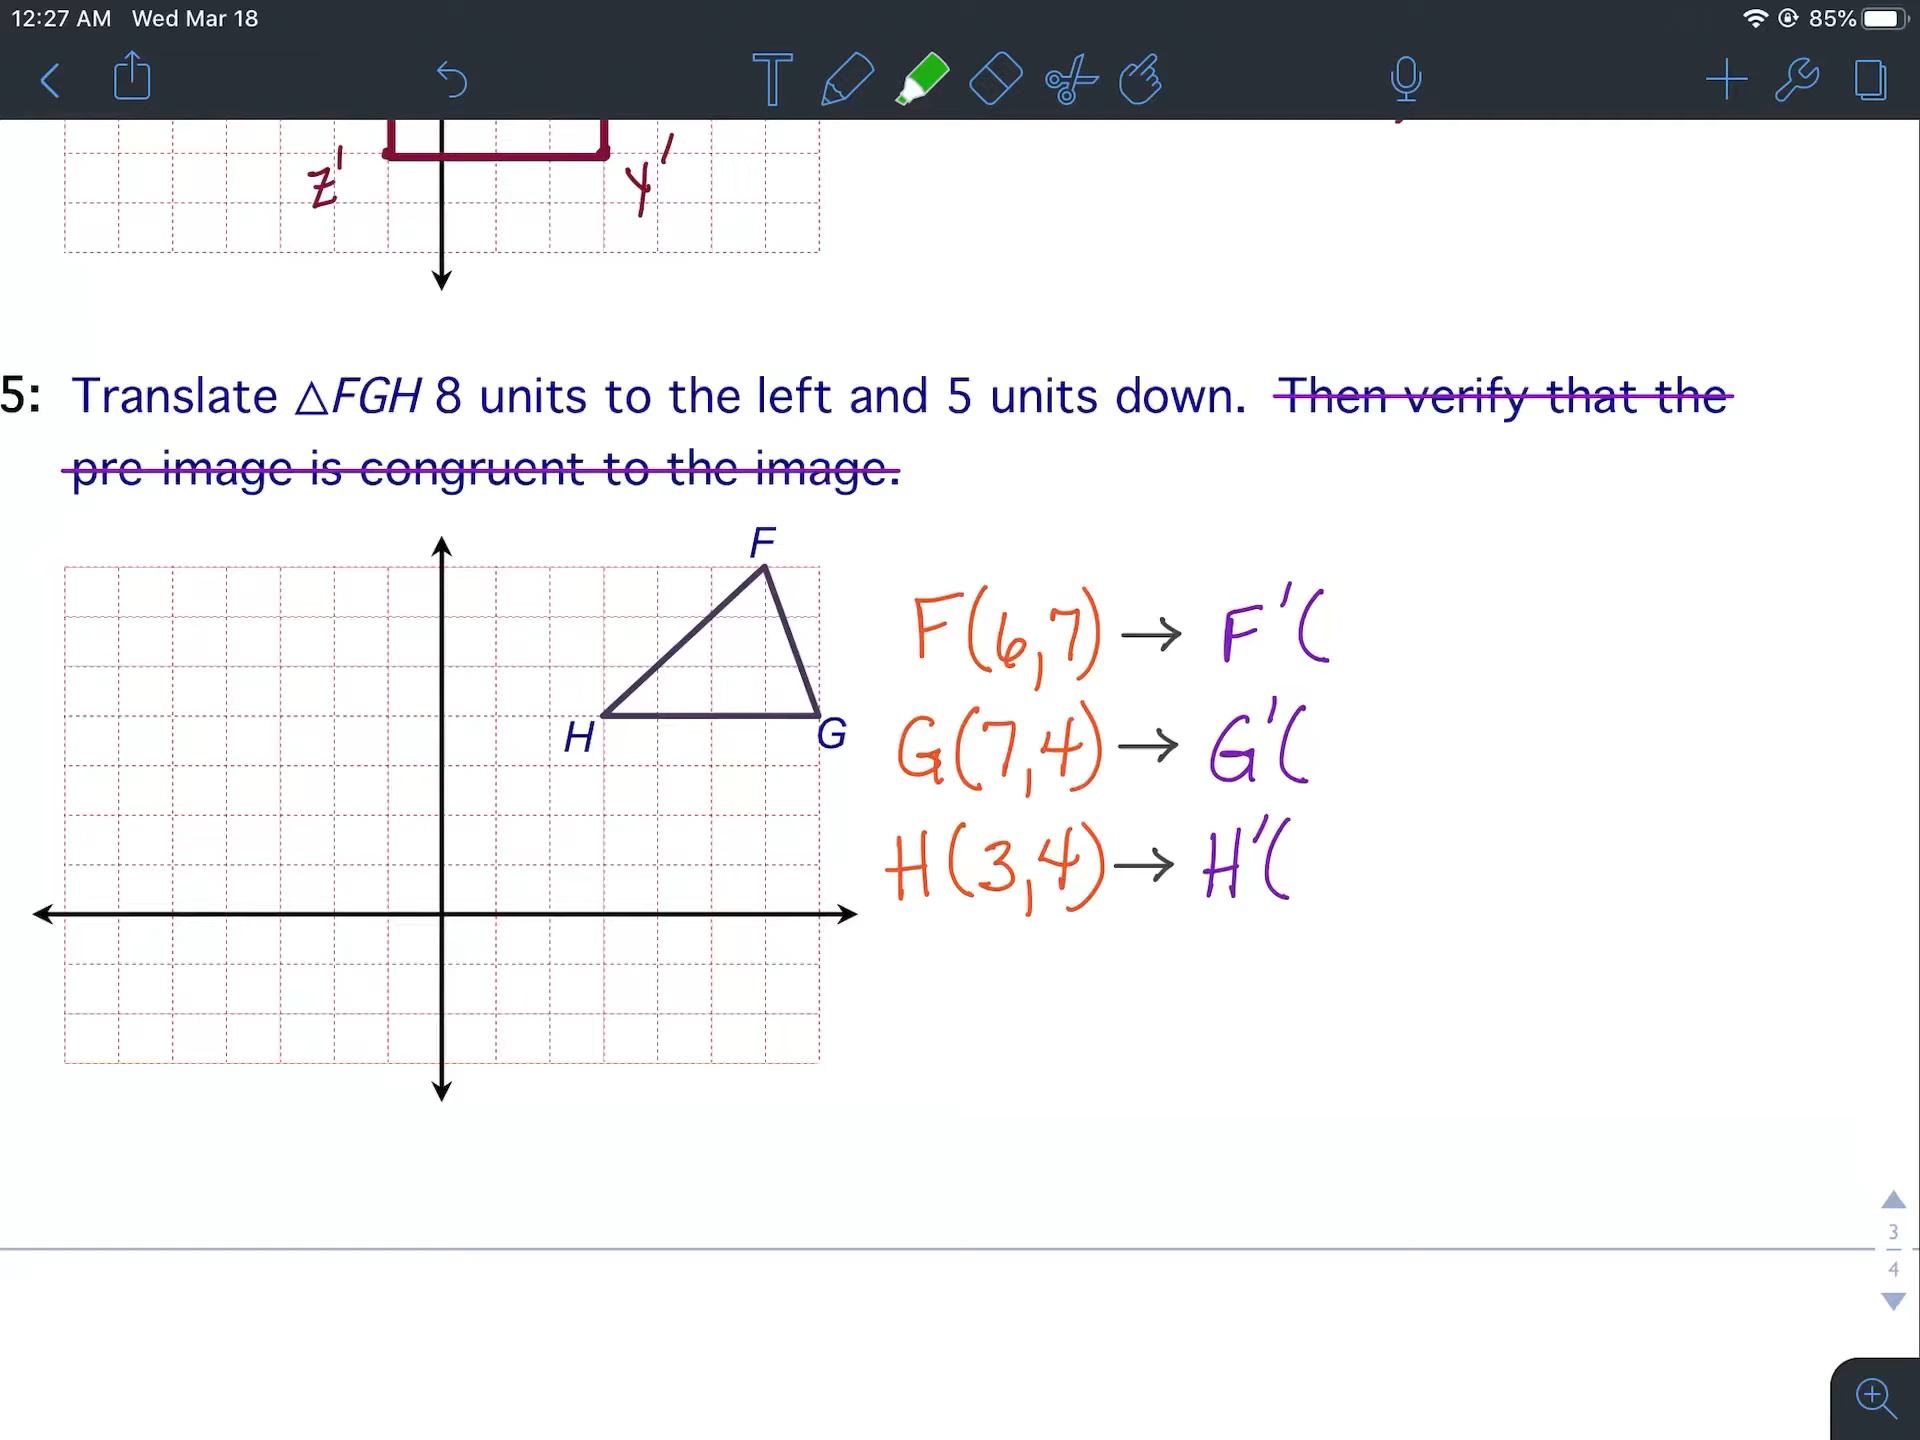 12:27 AM Wed Mar 18 85%
T
Z' Y'
5: Translate △FGH 8 units to the left and 5 units down. Then verify that the
pre image is congruent to the image.
F
H G
F(6,7) → F'(
G(7,4) → G'(
H(3,4) → H'(
3
4